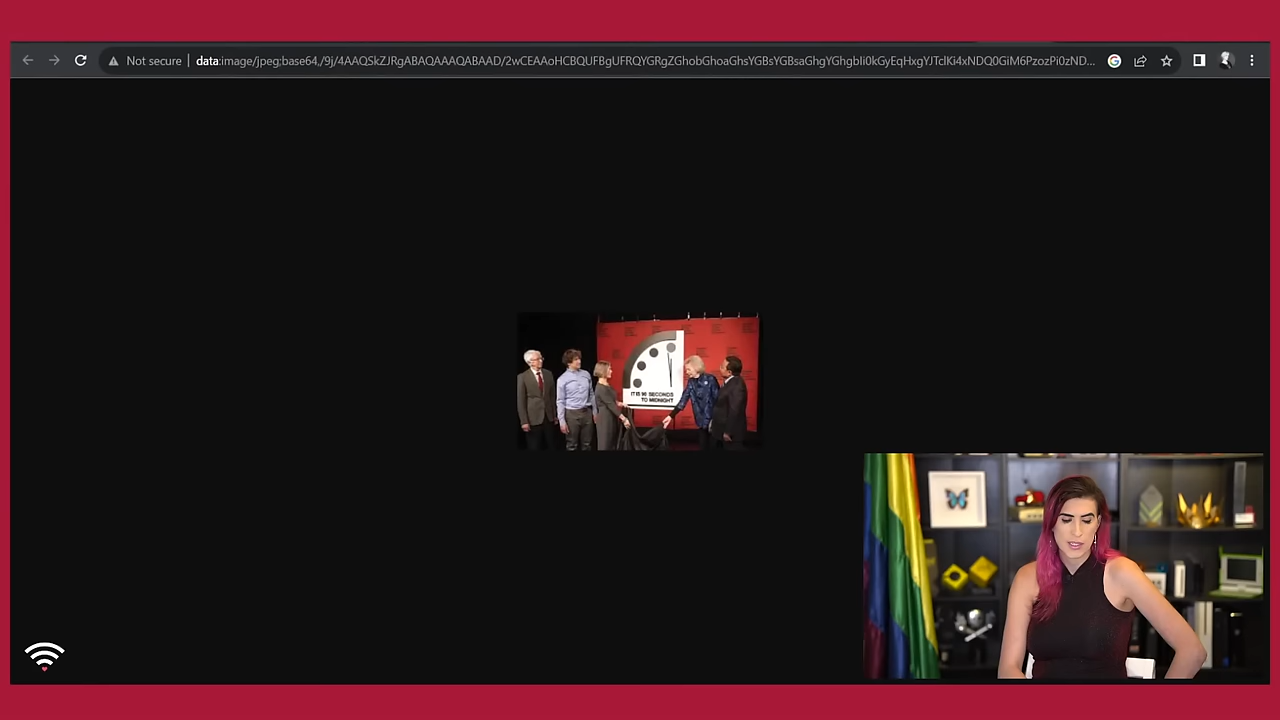 Not secure
data:image/jpeg;base64,/9j/4AAQSkZJRgABAQAAAQABAAD/2wCEAAoHCBQUFBgUFRQYGRgZGhobGhoaGhsYGBsYGBsaGhgYGhgbIi0kGyEqHxgYJTclKi4xNDQ0GiM6PzozPi0zND...
IT IS 90 SECONDS
TO MIDNIGHT